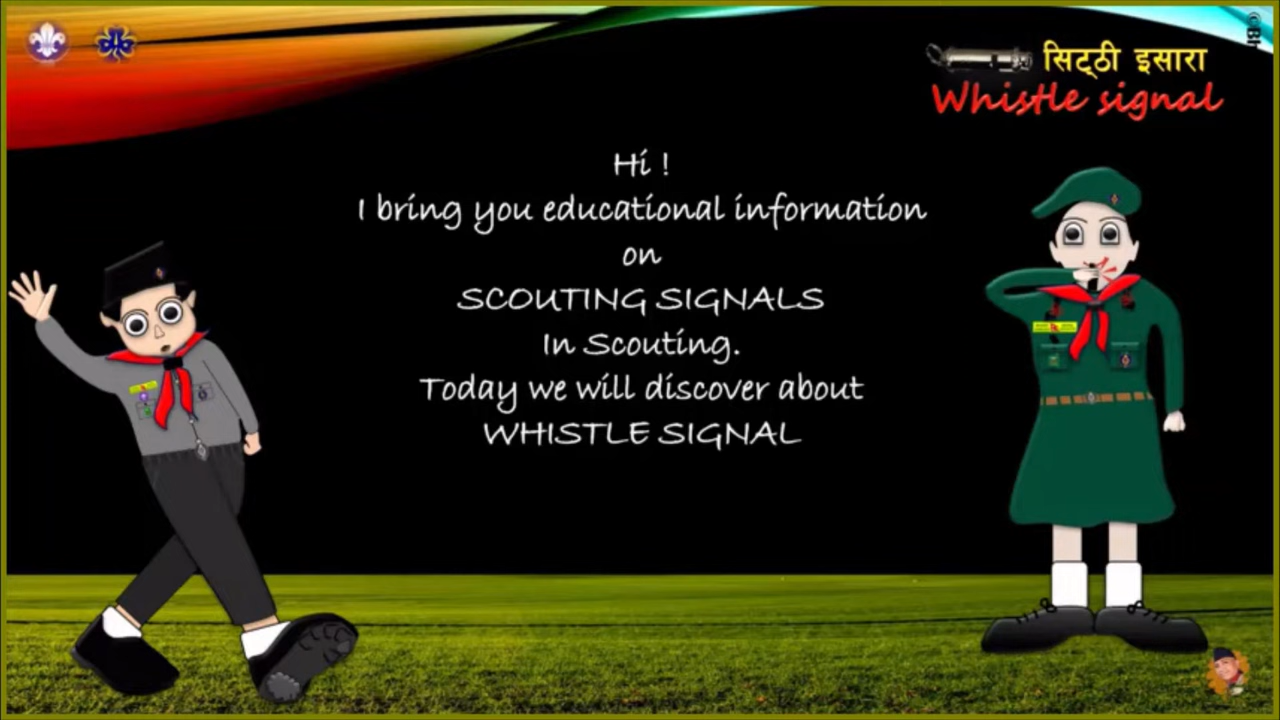 सिट्ठी इसारा
Whistle signal
Hi !
I bring you educational information
on
SCOUTING SIGNALS
In Scouting.
Today we will discover about
WHISTLE SIGNAL